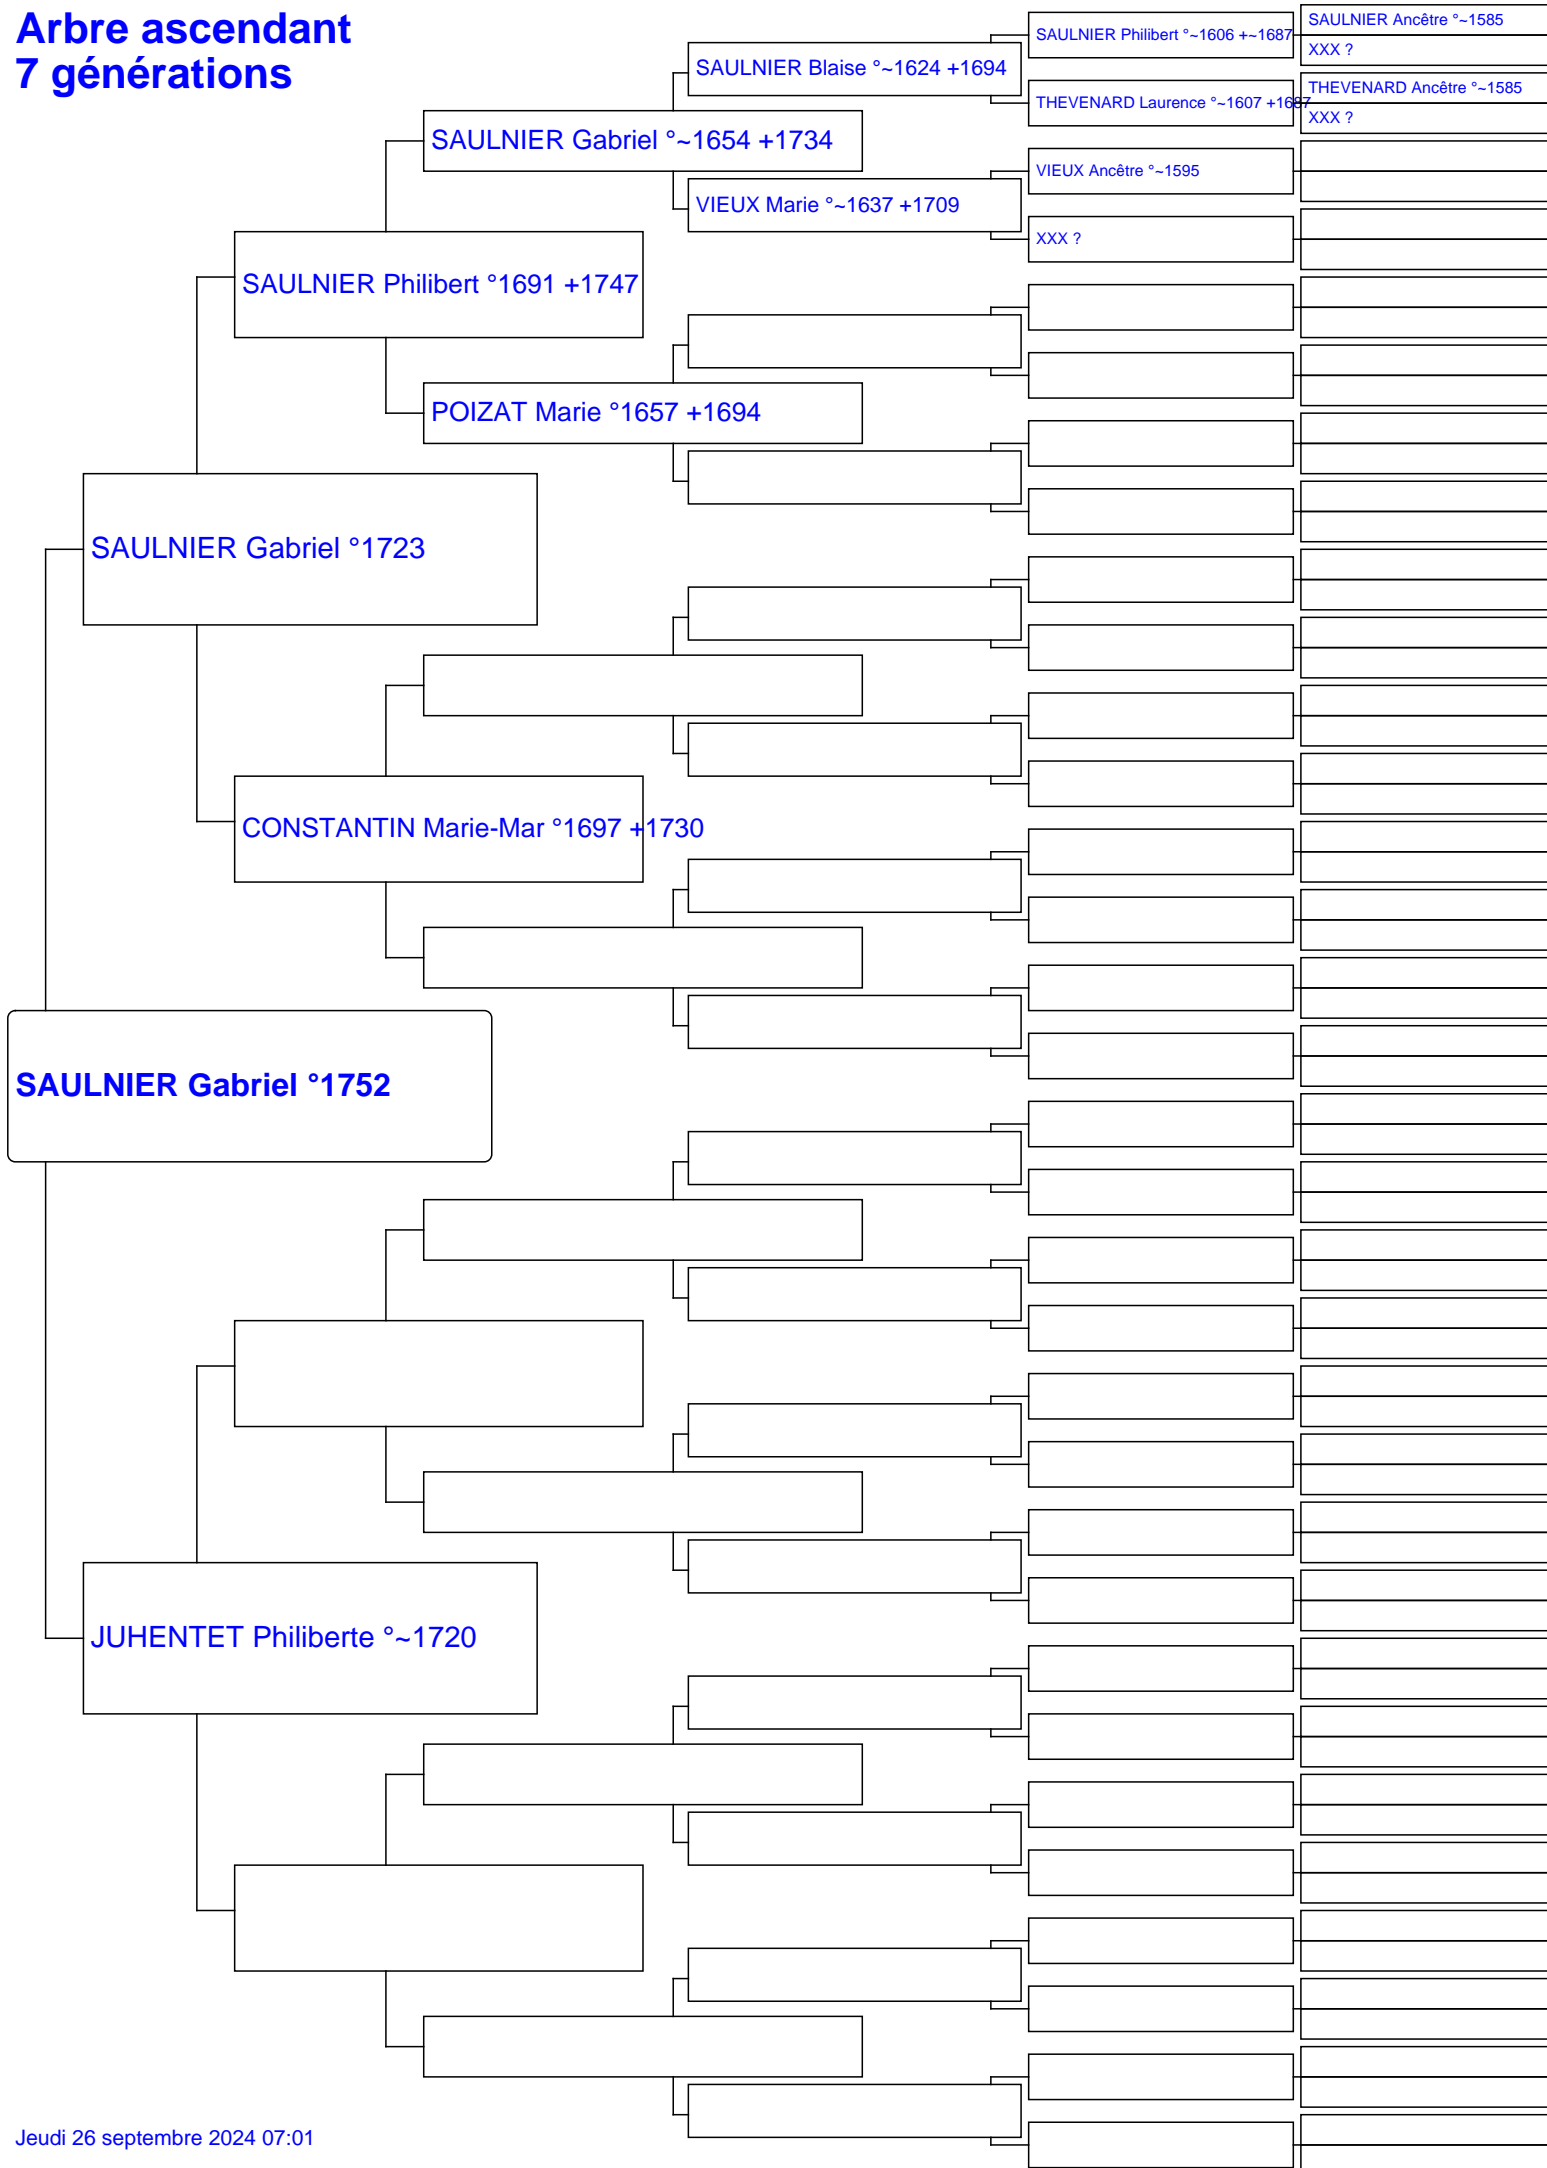 Arbre ascendant
7 générations
SAULNIER Ancêtre °~1585
SAULNIER Philibert °~1606 +~1687
XXX ?
SAULNIER Blaise °~1624 +1694
THEVENARD Ancêtre °~1585
THEVENARD Laurence °~1607 +1687
XXX ?
SAULNIER Gabriel °~1654 +1734
VIEUX Ancêtre °~1595
VIEUX Marie °~1637 +1709
XXX ?
SAULNIER Philibert °1691 +1747
POIZAT Marie °1657 +1694
SAULNIER Gabriel °1723
CONSTANTIN Marie-Mar °1697 +1730
SAULNIER Gabriel °1752
JUHENTET Philiberte °~1720
Jeudi 26 septembre 2024 07:01